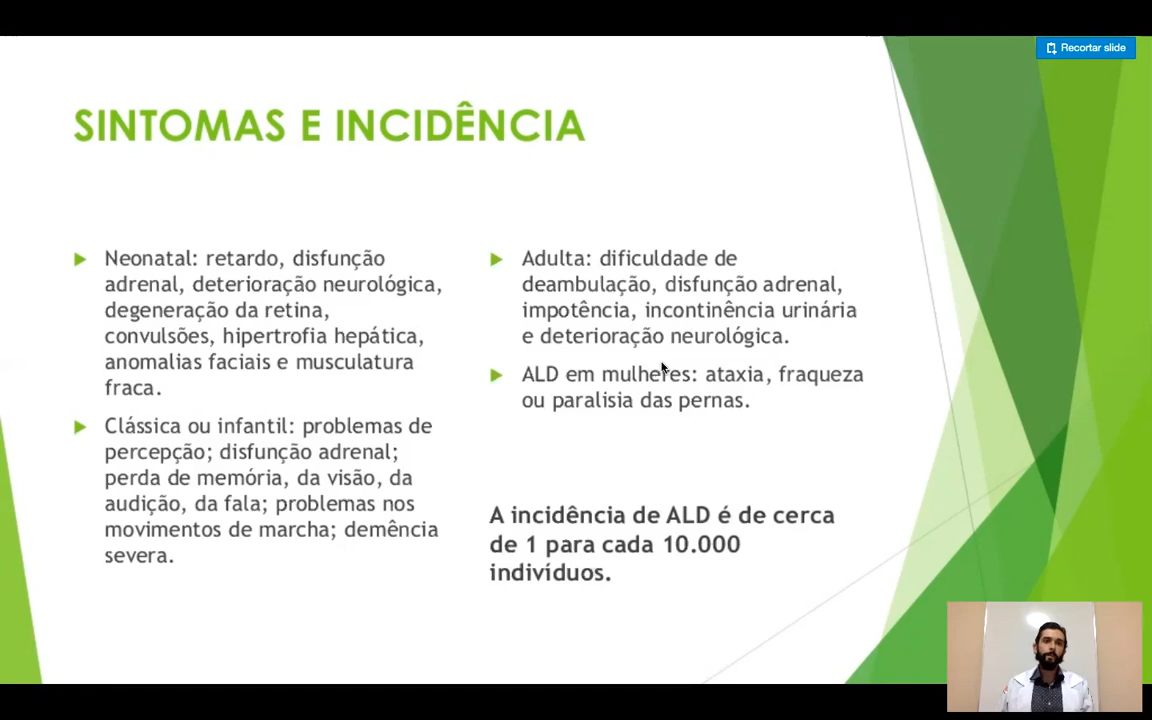 Recortar slide
SINTOMAS E INCIDÊNCIA
Neonatal: retardo, disfunção
adrenal, deterioração neurológica,
degeneração da retina,
convulsões, hipertrofia hepática,
anomalias faciais e musculatura
fraca.
Clássica ou infantil: problemas de
percepção; disfunção adrenal;
perda de memória, da visão, da
audição, da fala; problemas nos
movimentos de marcha; demência
severa.
Adulta: dificuldade de
deambulação, disfunção adrenal,
impotência, incontinência urinária
e deterioração neurológica.
ALD em mulheres: ataxia, fraqueza
ou paralisia das pernas.
A incidência de ALD é de cerca
de 1 para cada 10.000
indivíduos.